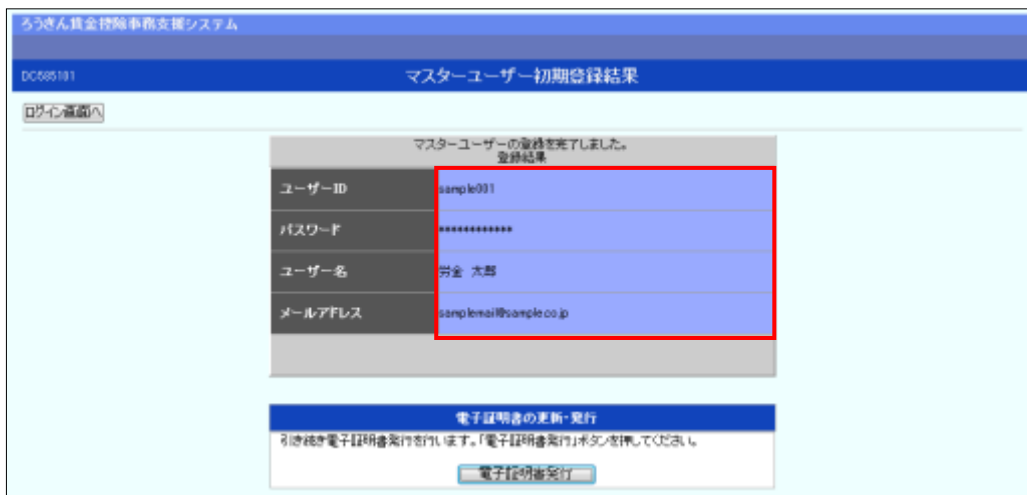 ろうきん賃金控除事務支援システム
DC585101 マスターユーザー初期登録結果
ログイン画面へ
マスターユーザーの登録を完了しました。
登録結果
ユーザーID sample001
パスワード ************
ユーザー名 労金 太郎
メールアドレス samplemail@sample.co.jp
電子証明書の更新・発行
引き続き電子証明書発行を行います。「電子証明書発行」ボタンを押してください。
電子証明書発行